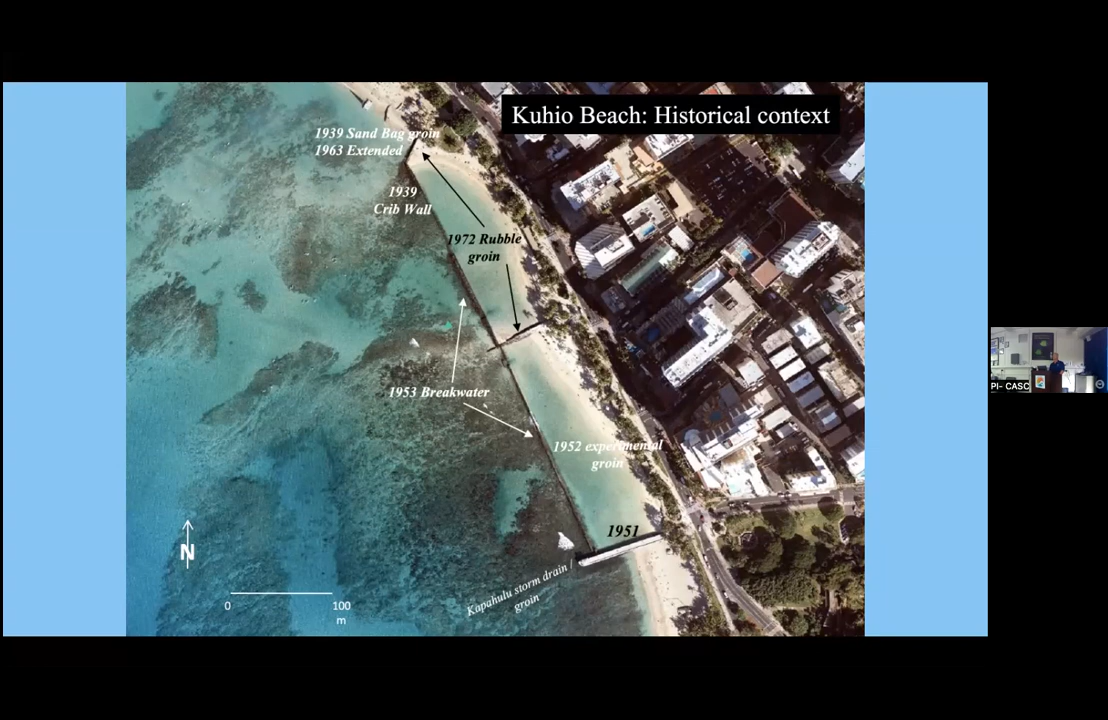 Kuhio Beach: Historical context
1939 Sand Bag groin
1963 Extended
1939
Crib Wall
1972 Rubble
groin
1953 Breakwater
1952 experimental
groin
1951
Kapahulu storm drain /
groin
N
0
100
m
PI- CASC